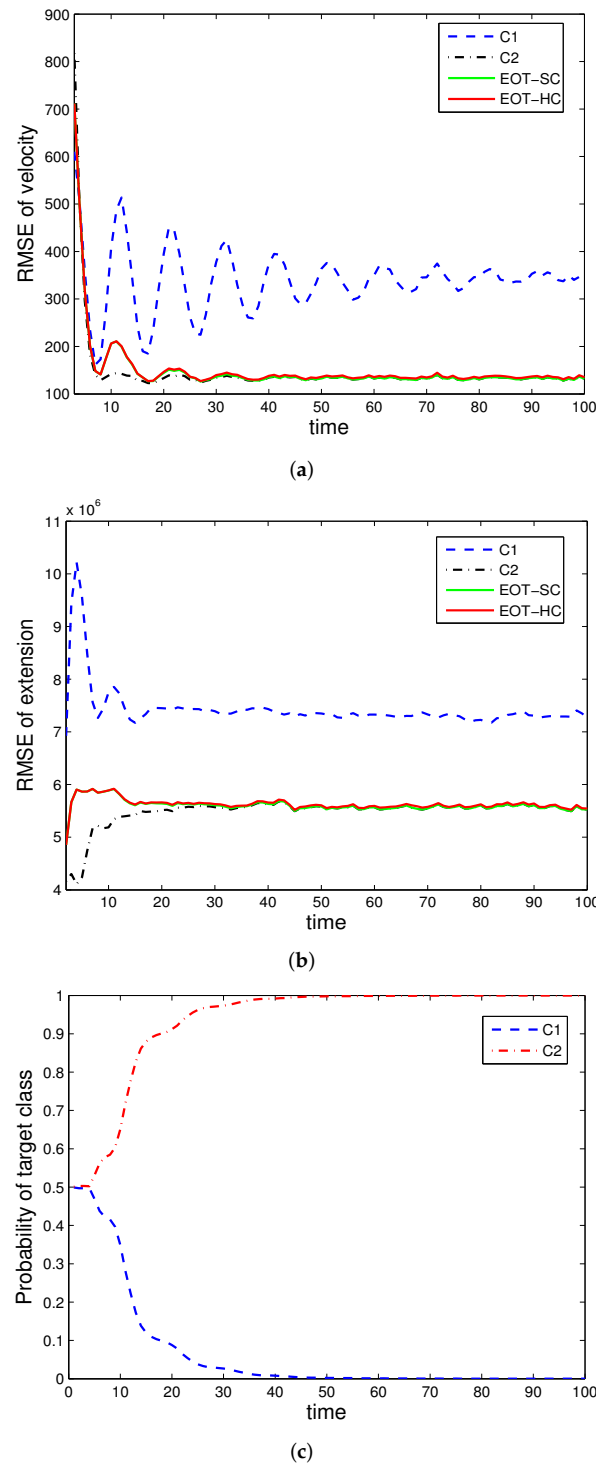 900
800
700
600
500
400
300
200
100
RMSE of velocity
C1
C2
EOT-SC
EOT-HC
10 20 30 40 50 60 70 80 90 100
time
(a)
x 10^6
11
10
9
8
7
6
5
4
RMSE of extension
C1
C2
EOT-SC
EOT-HC
10 20 30 40 50 60 70 80 90 100
time
(b)
1
0.9
0.8
0.7
0.6
0.5
0.4
0.3
0.2
0.1
0
Probability of target class
C1
C2
0 10 20 30 40 50 60 70 80 90 100
time
(c)